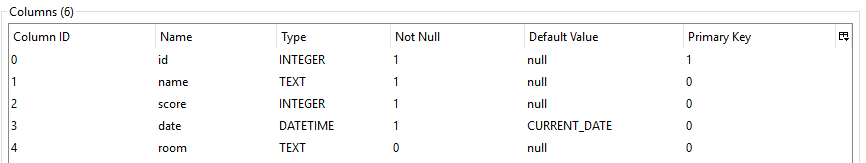 Columns (6)
Column ID Name Type Not Null Default Value Primary Key
0 id INTEGER 1 null 1
1 name TEXT 1 null 0
2 score INTEGER 1 null 0
3 date DATETIME 1 CURRENT_DATE 0
4 room TEXT 0 null 0